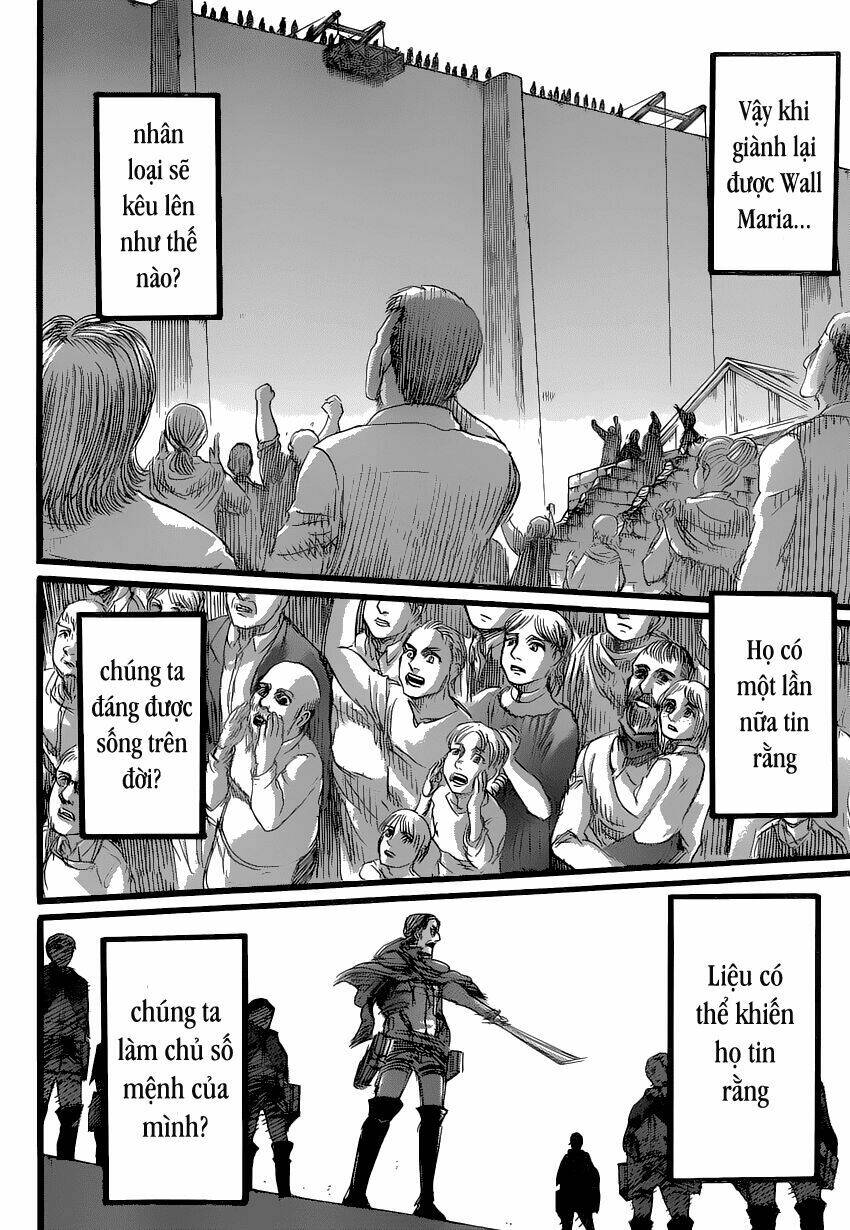 Vậy khi
giành lại
được Wall
Maria...
nhân
loại sẽ
kêu lên
như thế
nào?
Họ có
một lần
nữa tin
rằng
chúng ta
đáng được
sống trên
đời?
Liệu có
thể khiến
họ tin
rằng
chúng ta
làm chủ số
mệnh của
mình?